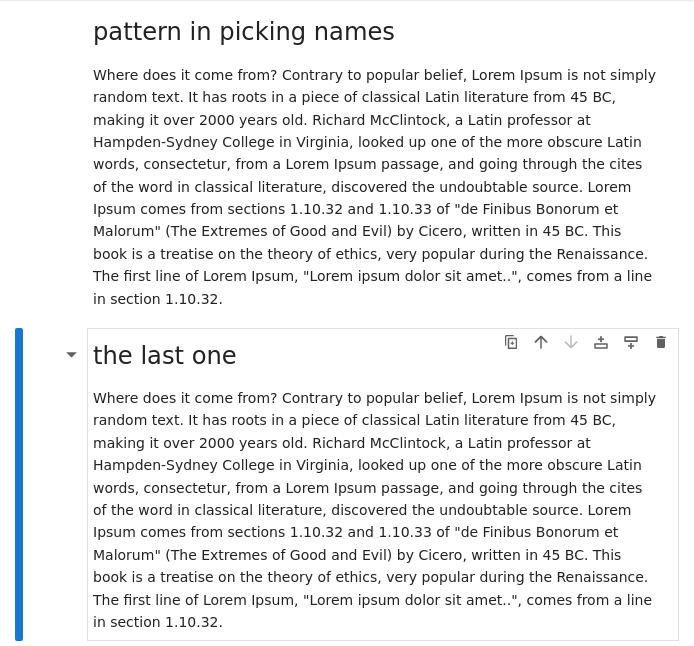 pattern in picking names
Where does it come from? Contrary to popular belief, Lorem Ipsum is not simply
random text. It has roots in a piece of classical Latin literature from 45 BC,
making it over 2000 years old. Richard McClintock, a Latin professor at
Hampden-Sydney College in Virginia, looked up one of the more obscure Latin
words, consectetur, from a Lorem Ipsum passage, and going through the cites
of the word in classical literature, discovered the undoubtable source. Lorem
Ipsum comes from sections 1.10.32 and 1.10.33 of "de Finibus Bonorum et
Malorum" (The Extremes of Good and Evil) by Cicero, written in 45 BC. This
book is a treatise on the theory of ethics, very popular during the Renaissance.
The first line of Lorem Ipsum, "Lorem ipsum dolor sit amet..", comes from a line
in section 1.10.32.
the last one
Where does it come from? Contrary to popular belief, Lorem Ipsum is not simply
random text. It has roots in a piece of classical Latin literature from 45 BC,
making it over 2000 years old. Richard McClintock, a Latin professor at
Hampden-Sydney College in Virginia, looked up one of the more obscure Latin
words, consectetur, from a Lorem Ipsum passage, and going through the cites
of the word in classical literature, discovered the undoubtable source. Lorem
Ipsum comes from sections 1.10.32 and 1.10.33 of "de Finibus Bonorum et
Malorum" (The Extremes of Good and Evil) by Cicero, written in 45 BC. This
book is a treatise on the theory of ethics, very popular during the Renaissance.
The first line of Lorem Ipsum, "Lorem ipsum dolor sit amet..", comes from a line
in section 1.10.32.